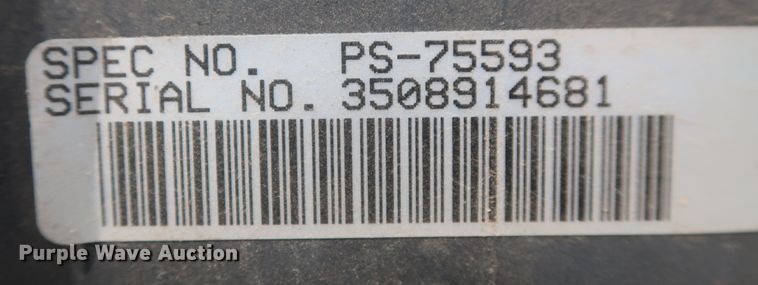 SPEC NO. PS-75593
SERIAL NO. 3508914681
Purple Wave Auction